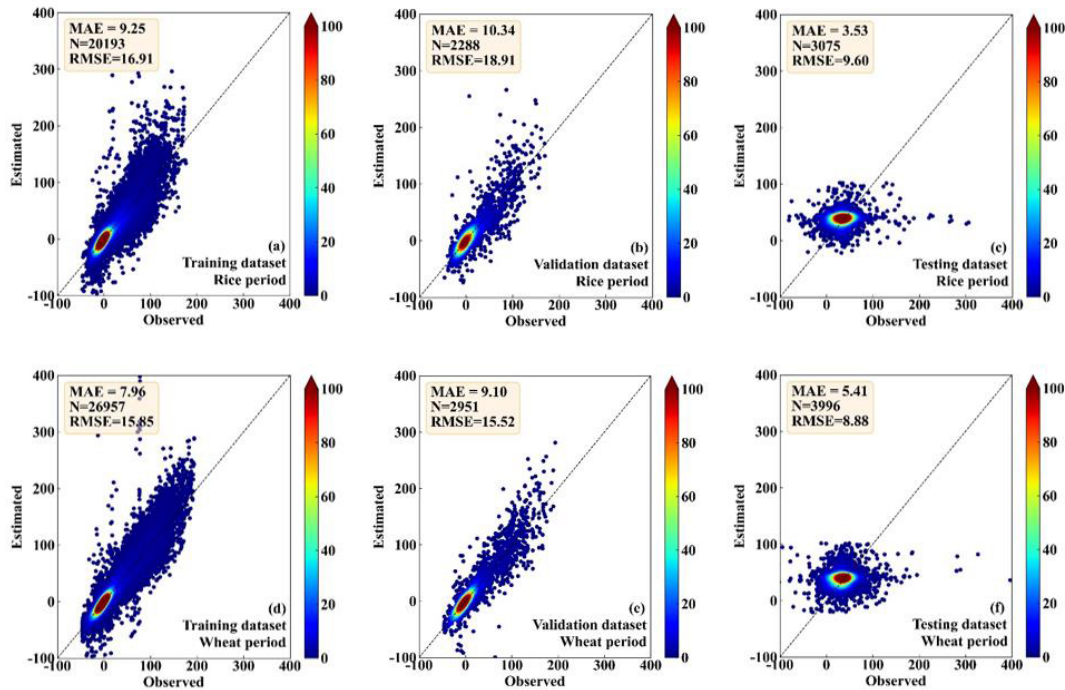 400
300
200
100
0
-100
-100
0
100
200
300
400
Estimated
Observed
MAE = 9.25
N=20193
RMSE=16.91
(a)
Training dataset
Rice period
100
80
60
40
20
0
400
300
200
100
0
-100
-100
0
100
200
300
400
Estimated
Observed
MAE = 10.34
N=2288
RMSE=18.91
(b)
Validation dataset
Rice period
100
80
60
40
20
0
400
300
200
100
0
-100
-100
0
100
200
300
400
Estimated
Observed
MAE = 3.53
N=3075
RMSE=9.60
(c)
Testing dataset
Rice period
100
80
60
40
20
0
400
300
200
100
0
-100
-100
0
100
200
300
400
Estimated
Observed
MAE = 7.96
N=26957
RMSE=15.85
(d)
Training dataset
Wheat period
100
80
60
40
20
0
400
300
200
100
0
-100
-100
0
100
200
300
400
Estimated
Observed
MAE = 9.10
N=2951
RMSE=15.52
(e)
Validation dataset
Wheat period
100
80
60
40
20
0
400
300
200
100
0
-100
-100
0
100
200
300
400
Estimated
Observed
MAE = 5.41
N=3996
RMSE=8.88
(f)
Testing dataset
Wheat period
100
80
60
40
20
0